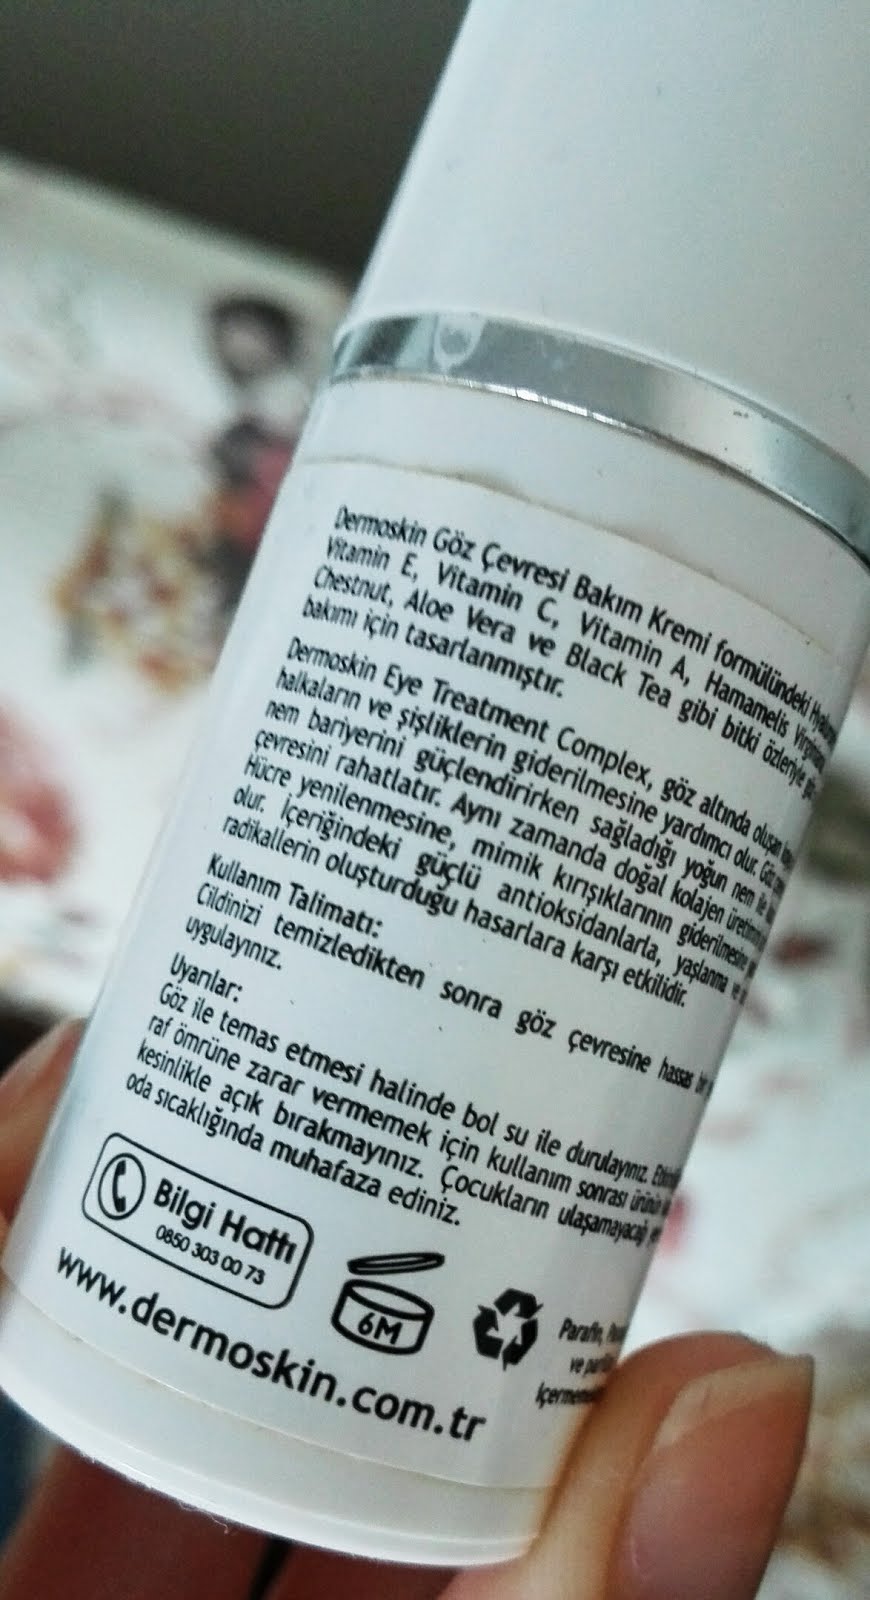 Dermoskin Göz Çevresi Bakım Kremi formülündeki
Vitamin E, Vitamin C, Vitamin A, Hamamelis
Chestnut, Aloe Vera ve Black Tea gibi bitki özleriyle
bakımı için tasarlanmıştır.
Dermoskin Eye Treatment Complex, göz altında oluşan
halkaların ve şişliklerin giderilmesine yardımcı olur. Göz
nem bariyerini güçlendirirken sağladığı yoğun nem ile
çevresini rahatlatır. Aynı zamanda doğal kolajen
Hücre yenilenmesine, mimik kırışıklarının giderilmesine
olur. İçeriğindeki güçlü antioksidanlarla, yaşlanma ve
radikallerin oluşturduğu hasarlara karşı etkilidir.
Kullanım Talimatı:
Cildinizi temizledikten sonra göz çevresine hassas
uygulayınız.
Uyarılar:
Göz ile temas etmesi halinde bol su ile durulayınız.
raf ömrüne zarar vermemek için kullanım sonrası ürünün
kesinlikle açık bırakmayınız. Çocukların ulaşamayacağı
oda sıcaklığında muhafaza ediniz.
Bilgi Hattı
0850 303 00 73
6M
Parafin,
ve
www.dermoskin.com.tr